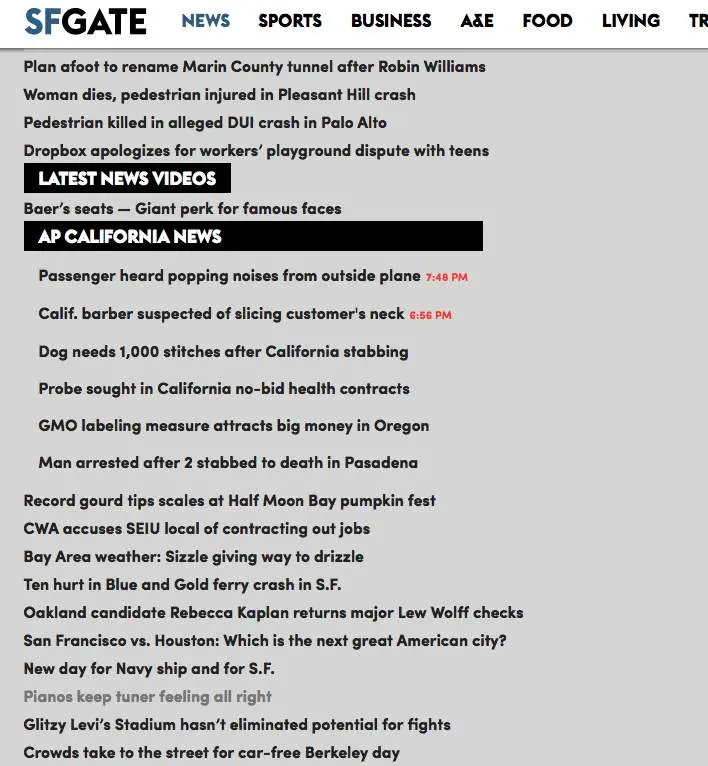 SFGATE NEWS SPORTS BUSINESS A&E FOOD LIVING TR
Plan afoot to rename Marin County tunnel after Robin Williams
Woman dies, pedestrian injured in Pleasant Hill crash
Pedestrian killed in alleged DUI crash in Palo Alto
Dropbox apologizes for workers’ playground dispute with teens
LATEST NEWS VIDEOS
Baer’s seats — Giant perk for famous faces
AP CALIFORNIA NEWS
Passenger heard popping noises from outside plane 7:48 PM
Calif. barber suspected of slicing customer's neck 6:56 PM
Dog needs 1,000 stitches after California stabbing
Probe sought in California no-bid health contracts
GMO labeling measure attracts big money in Oregon
Man arrested after 2 stabbed to death in Pasadena
Record gourd tips scales at Half Moon Bay pumpkin fest
CWA accuses SEIU local of contracting out jobs
Bay Area weather: Sizzle giving way to drizzle
Ten hurt in Blue and Gold ferry crash in S.F.
Oakland candidate Rebecca Kaplan returns major Lew Wolff checks
San Francisco vs. Houston: Which is the next great American city?
New day for Navy ship and for S.F.
Pianos keep tuner feeling all right
Glitzy Levi’s Stadium hasn’t eliminated potential for fights
Crowds take to the street for car-free Berkeley day